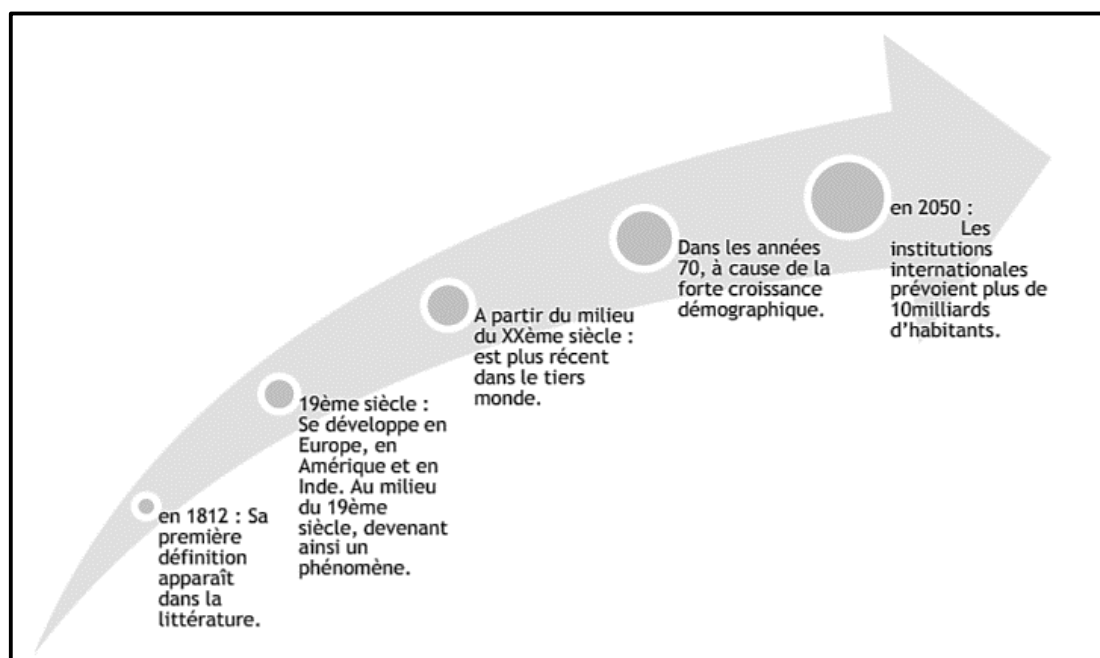 en 1812 : Sa
première
définition
apparaît
dans la
littérature.
19ème siècle :
Se développe en
Europe, en
Amérique et en
Inde. Au milieu
du 19ème
siècle, devenant
ainsi un
phénomène.
A partir du milieu
du XXème siècle :
est plus récent
dans le tiers
monde.
Dans les années
70, à cause de la
forte croissance
démographique.
en 2050 :
Les
institutions
internationales
prévoient plus de
10milliards
d'habitants.